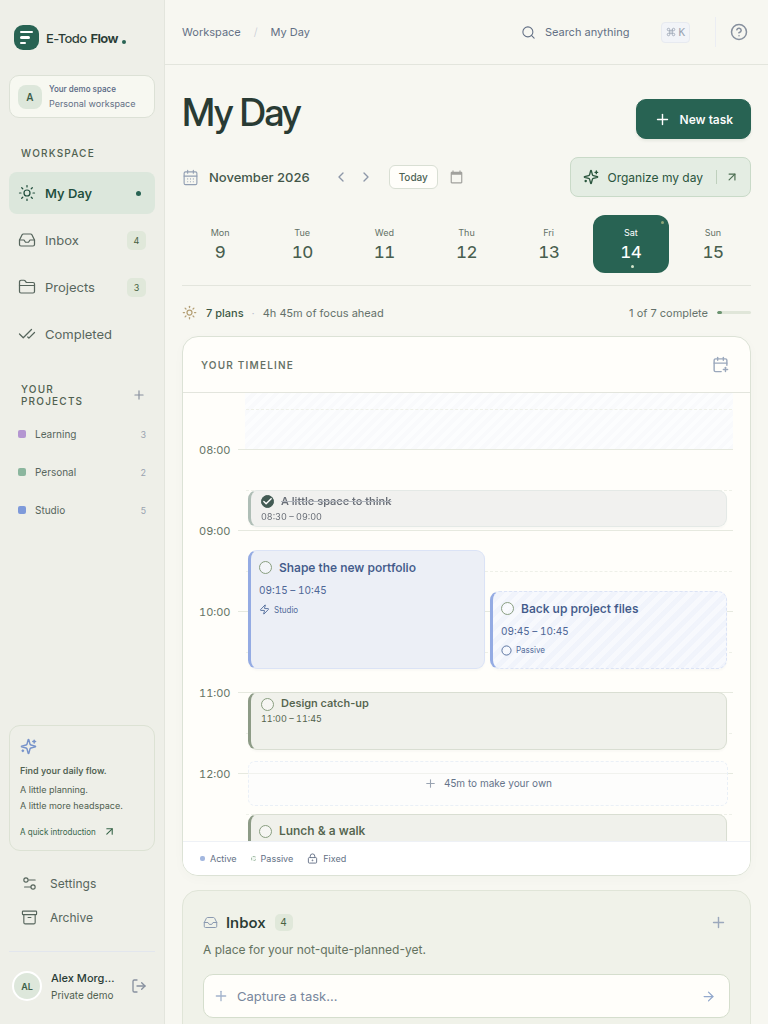 E-Todo Flow.
Your demo space
A
Personal workspace
WORKSPACE
My Day
Inbox 4
Projects 3
Completed
YOUR PROJECTS
Learning 3
Personal 2
Studio 5
Find your daily flow.
A little planning.
A little more headspace.
A quick introduction
Settings
Archive
AL
Alex Morg...
Private demo
Workspace / My Day
Search anything ⌘ K
My Day
New task
November 2026
Today
Organize my day
Mon Tue Wed Thu Fri Sat Sun
9 10 11 12 13 14 15
7 plans · 4h 45m of focus ahead
1 of 7 complete
YOUR TIMELINE
08:00
A little space to think
08:30 – 09:00
09:00
Shape the new portfolio
09:15 – 10:45
Studio
10:00
Back up project files
09:45 – 10:45
Passive
11:00
Design catch-up
11:00 – 11:45
12:00
45m to make your own
Lunch & a walk
Active Passive Fixed
Inbox 4
A place for your not-quite-planned-yet.
Capture a task...